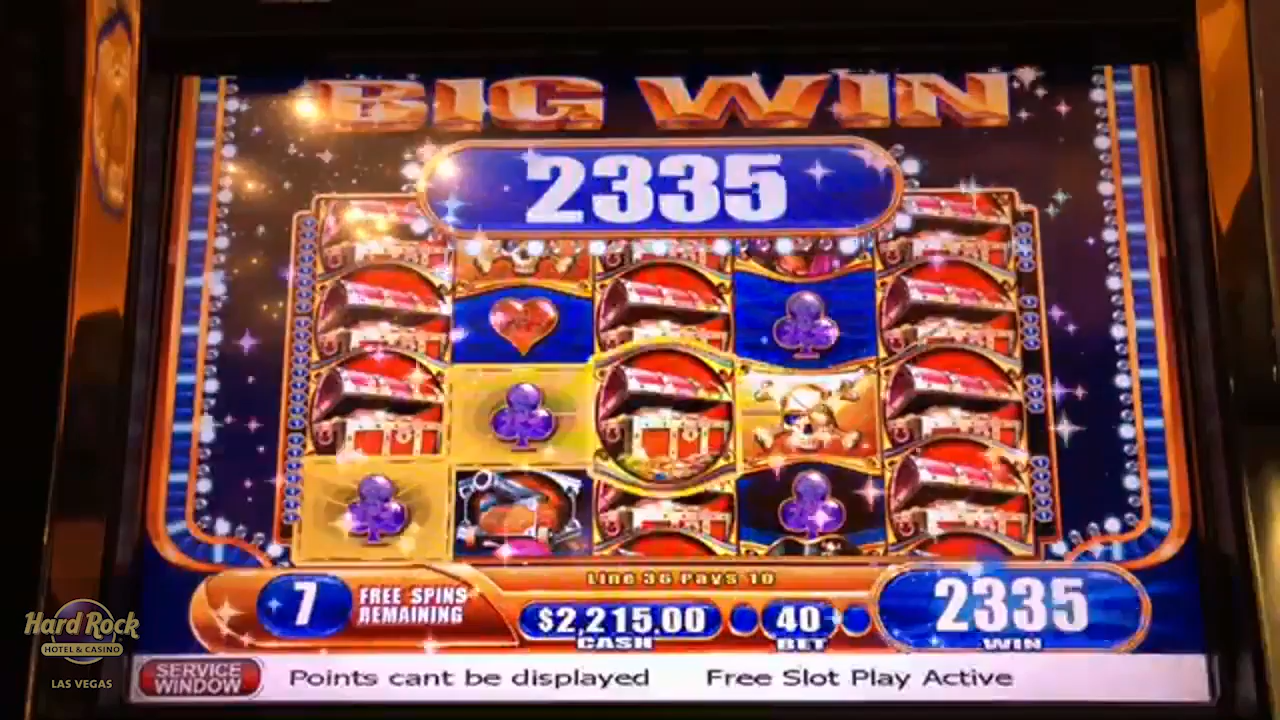 BIG WIN
2335
7
FREE SPINS
REMAINING
Line 36 Pays 10
$2,215.00
CASH
40
BET
2335
WIN
Hard Rock
HOTEL & CASINO
LAS VEGAS
SERVICE
WINDOW
Points cant be displayed
Free Slot Play Active